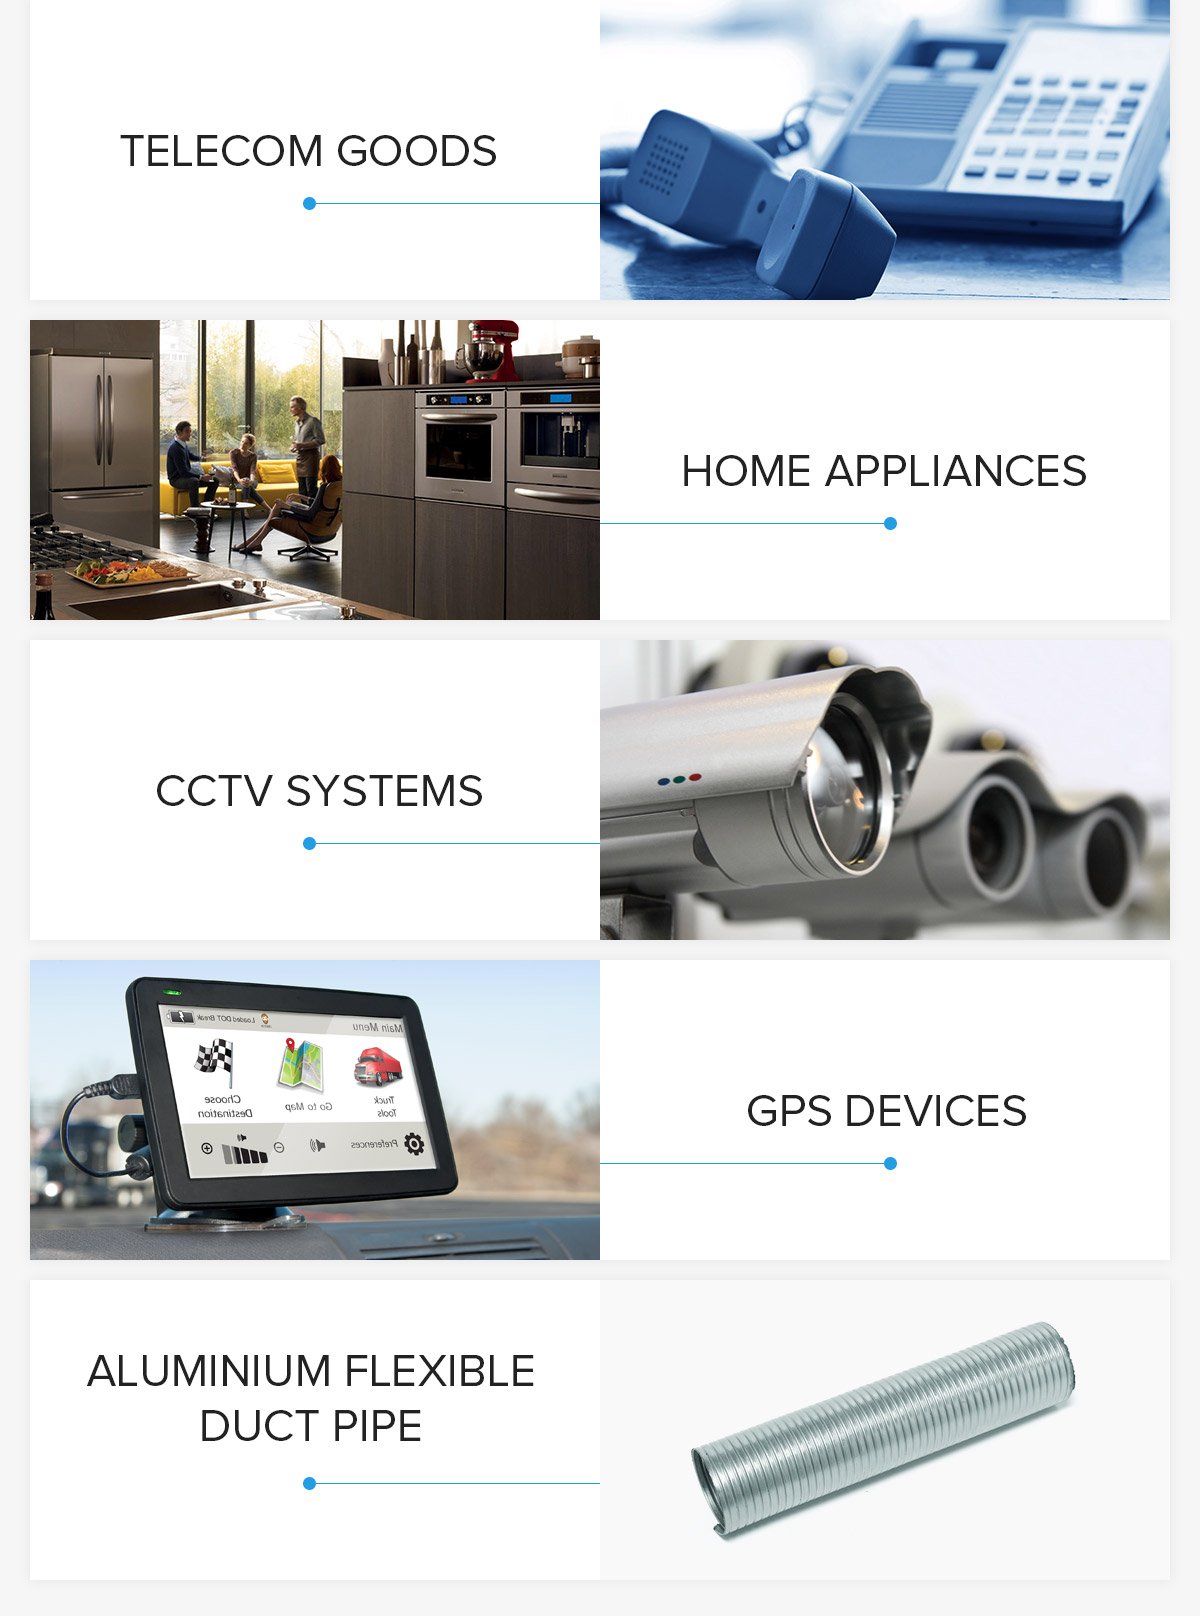 TELECOM GOODS
HOME APPLIANCES
CCTV SYSTEMS
Main Menu
Loaded DOT Break
Truck
Tools
Go to Map
Choose
Destination
Preferences
GPS DEVICES
ALUMINIUM FLEXIBLE
DUCT PIPE